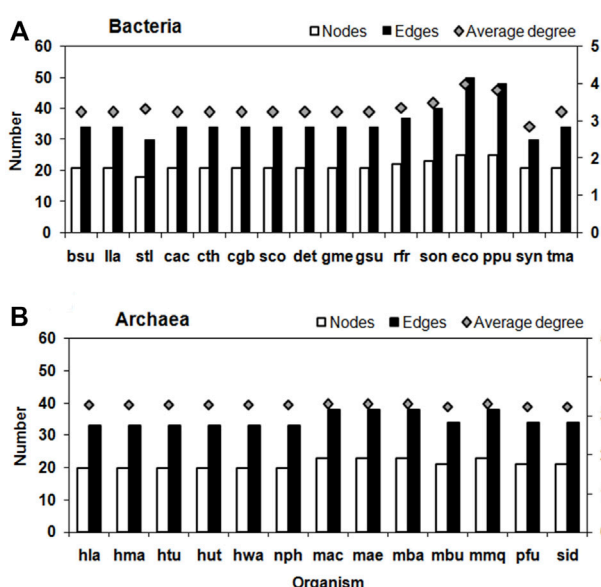 A
Bacteria
Nodes Edges Average degree
60 5
50
4
40
3
30
2
20
1
10
0 0
Number
bsu lla stl cac cth cgb sco det gme gsu rfr son eco ppu syn tma
B
Archaea
Nodes Edges Average degree
60
50
40
30
20
10
0
Number
hla hma htu hut hwa nph mac mae mba mbu mmq pfu sid
Organism